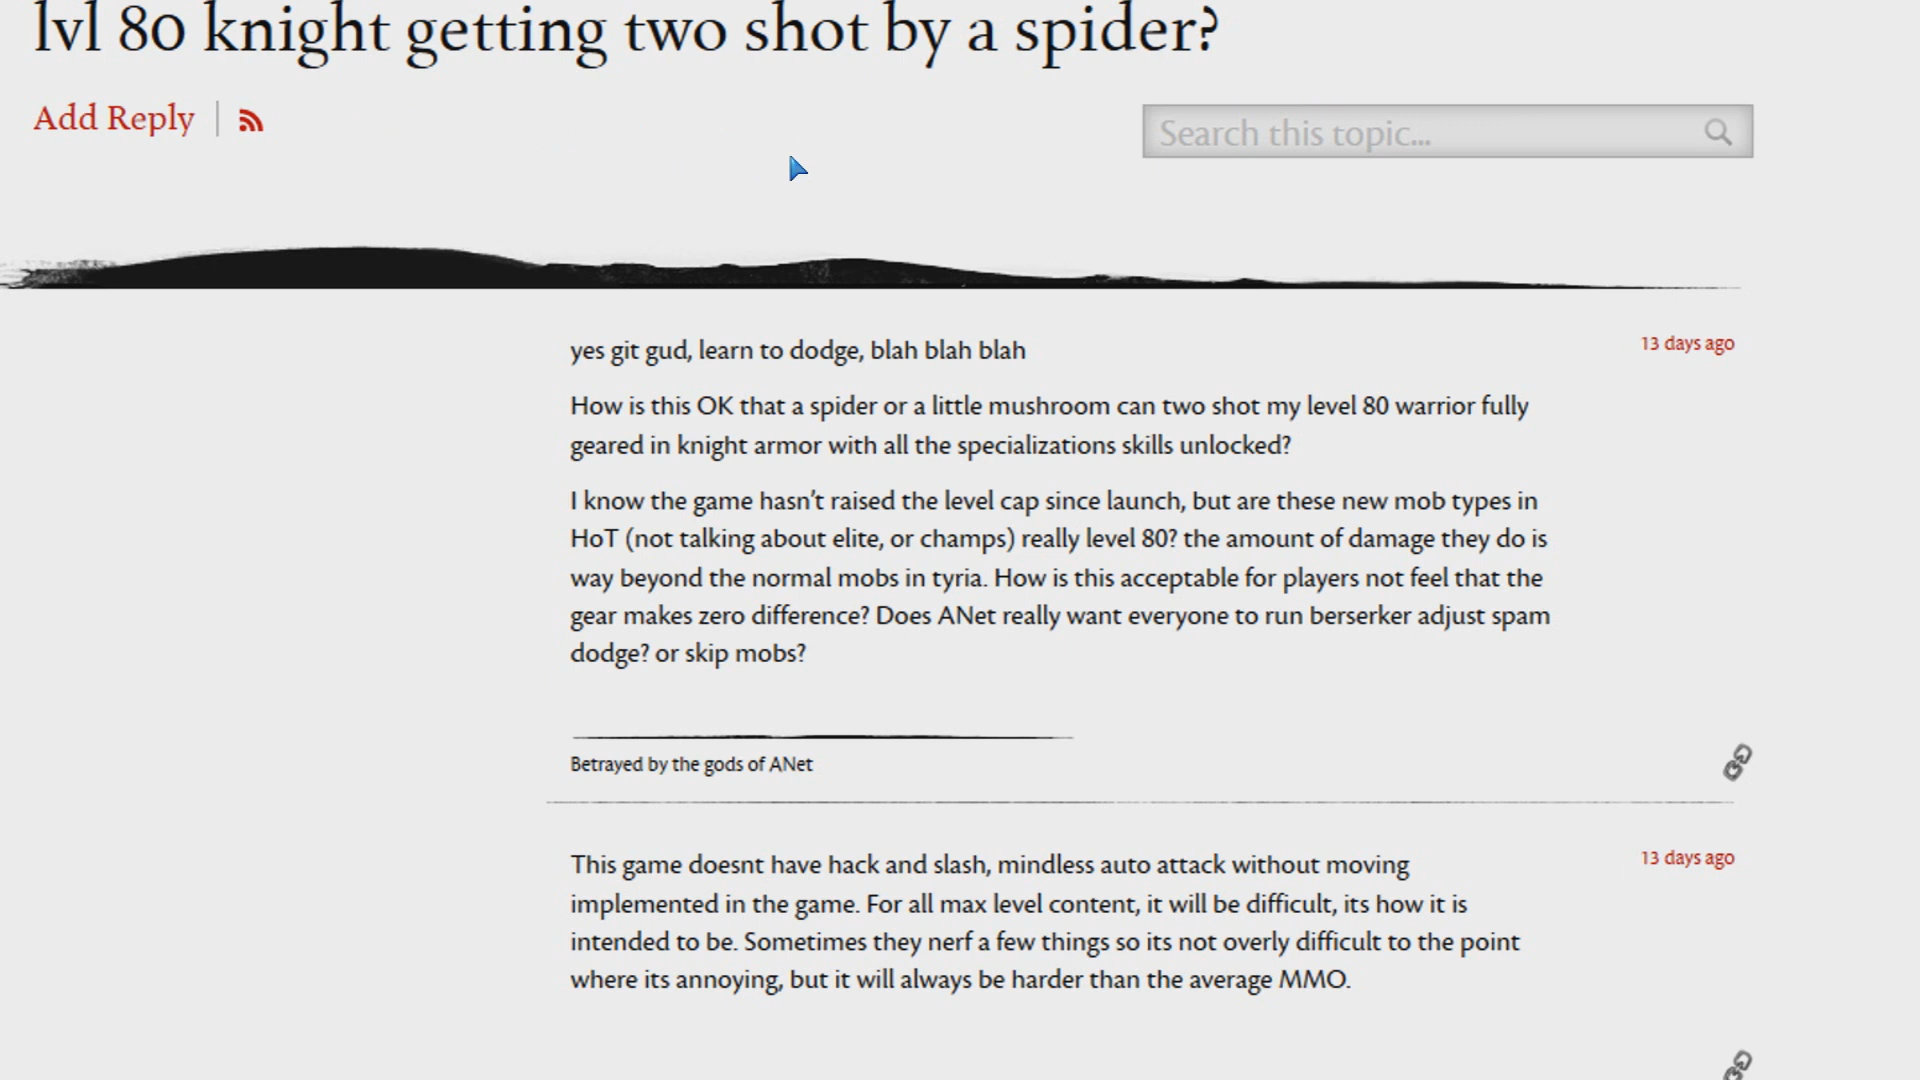 lvl 80 knight getting two shot by a spider?
Add Reply
Search this topic...
yes git gud, learn to dodge, blah blah blah
13 days ago
How is this OK that a spider or a little mushroom can two shot my level 80 warrior fully
geared in knight armor with all the specializations skills unlocked?
I know the game hasn't raised the level cap since launch, but are these new mob types in
HoT (not talking about elite, or champs) really level 80? the amount of damage they do is
way beyond the normal mobs in tyria. How is this acceptable for players not feel that the
gear makes zero difference? Does ANet really want everyone to run berserker adjust spam
dodge? or skip mobs?
Betrayed by the gods of ANet
This game doesnt have hack and slash, mindless auto attack without moving
13 days ago
implemented in the game. For all max level content, it will be difficult, its how it is
intended to be. Sometimes they nerf a few things so its not overly difficult to the point
where its annoying, but it will always be harder than the average MMO.